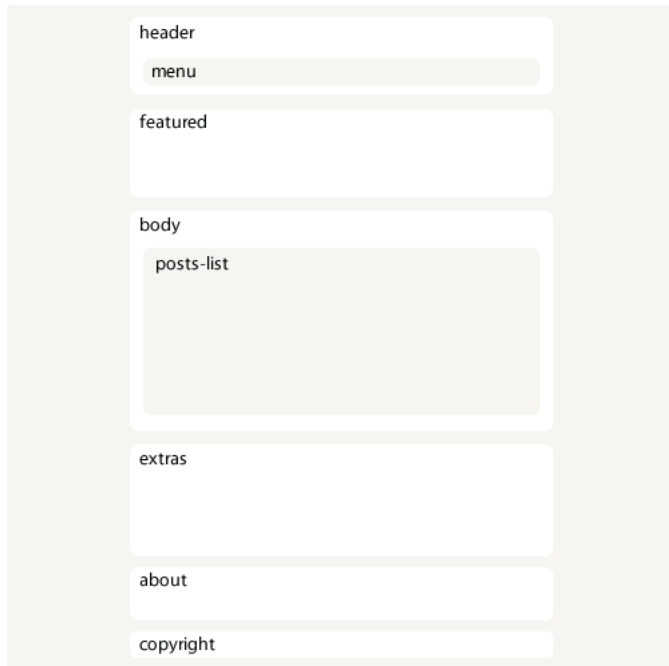 header
menu
featured
body
posts-list
extras
about
copyright